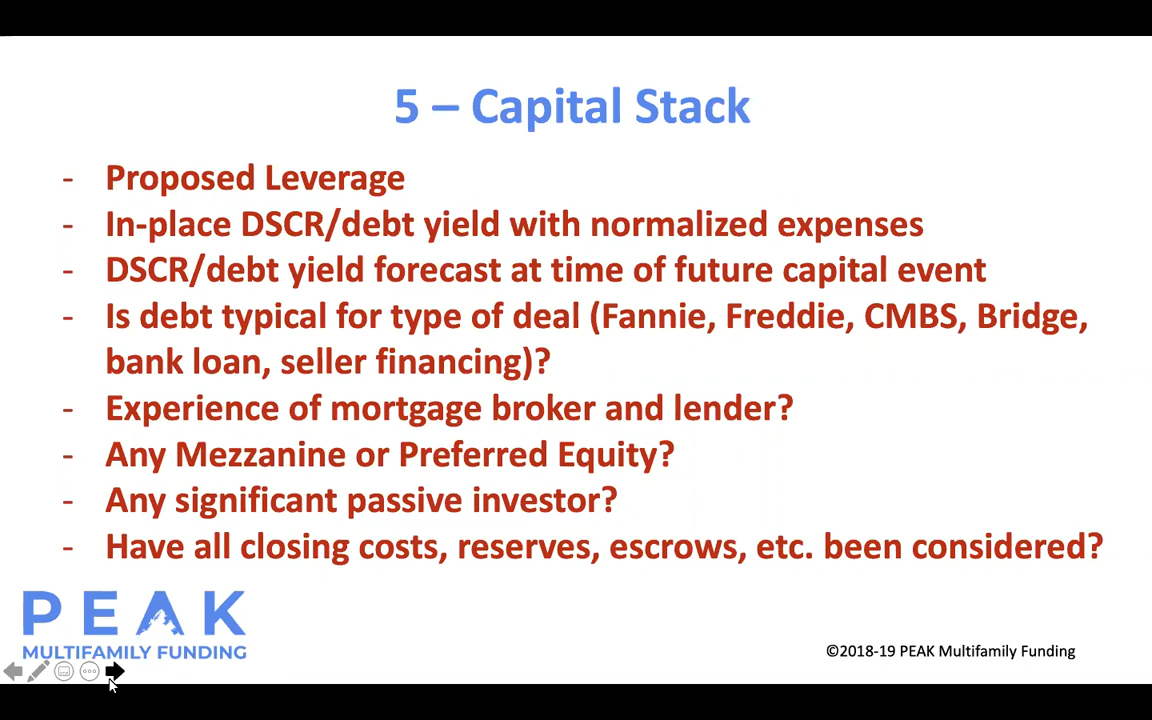 5 – Capital Stack
- Proposed Leverage
- In-place DSCR/debt yield with normalized expenses
- DSCR/debt yield forecast at time of future capital event
- Is debt typical for type of deal (Fannie, Freddie, CMBS, Bridge,
bank loan, seller financing)?
- Experience of mortgage broker and lender?
- Any Mezzanine or Preferred Equity?
- Any significant passive investor?
- Have all closing costs, reserves, escrows, etc. been considered?
PEAK
MULTIFAMILY FUNDING
©2018-19 PEAK Multifamily Funding